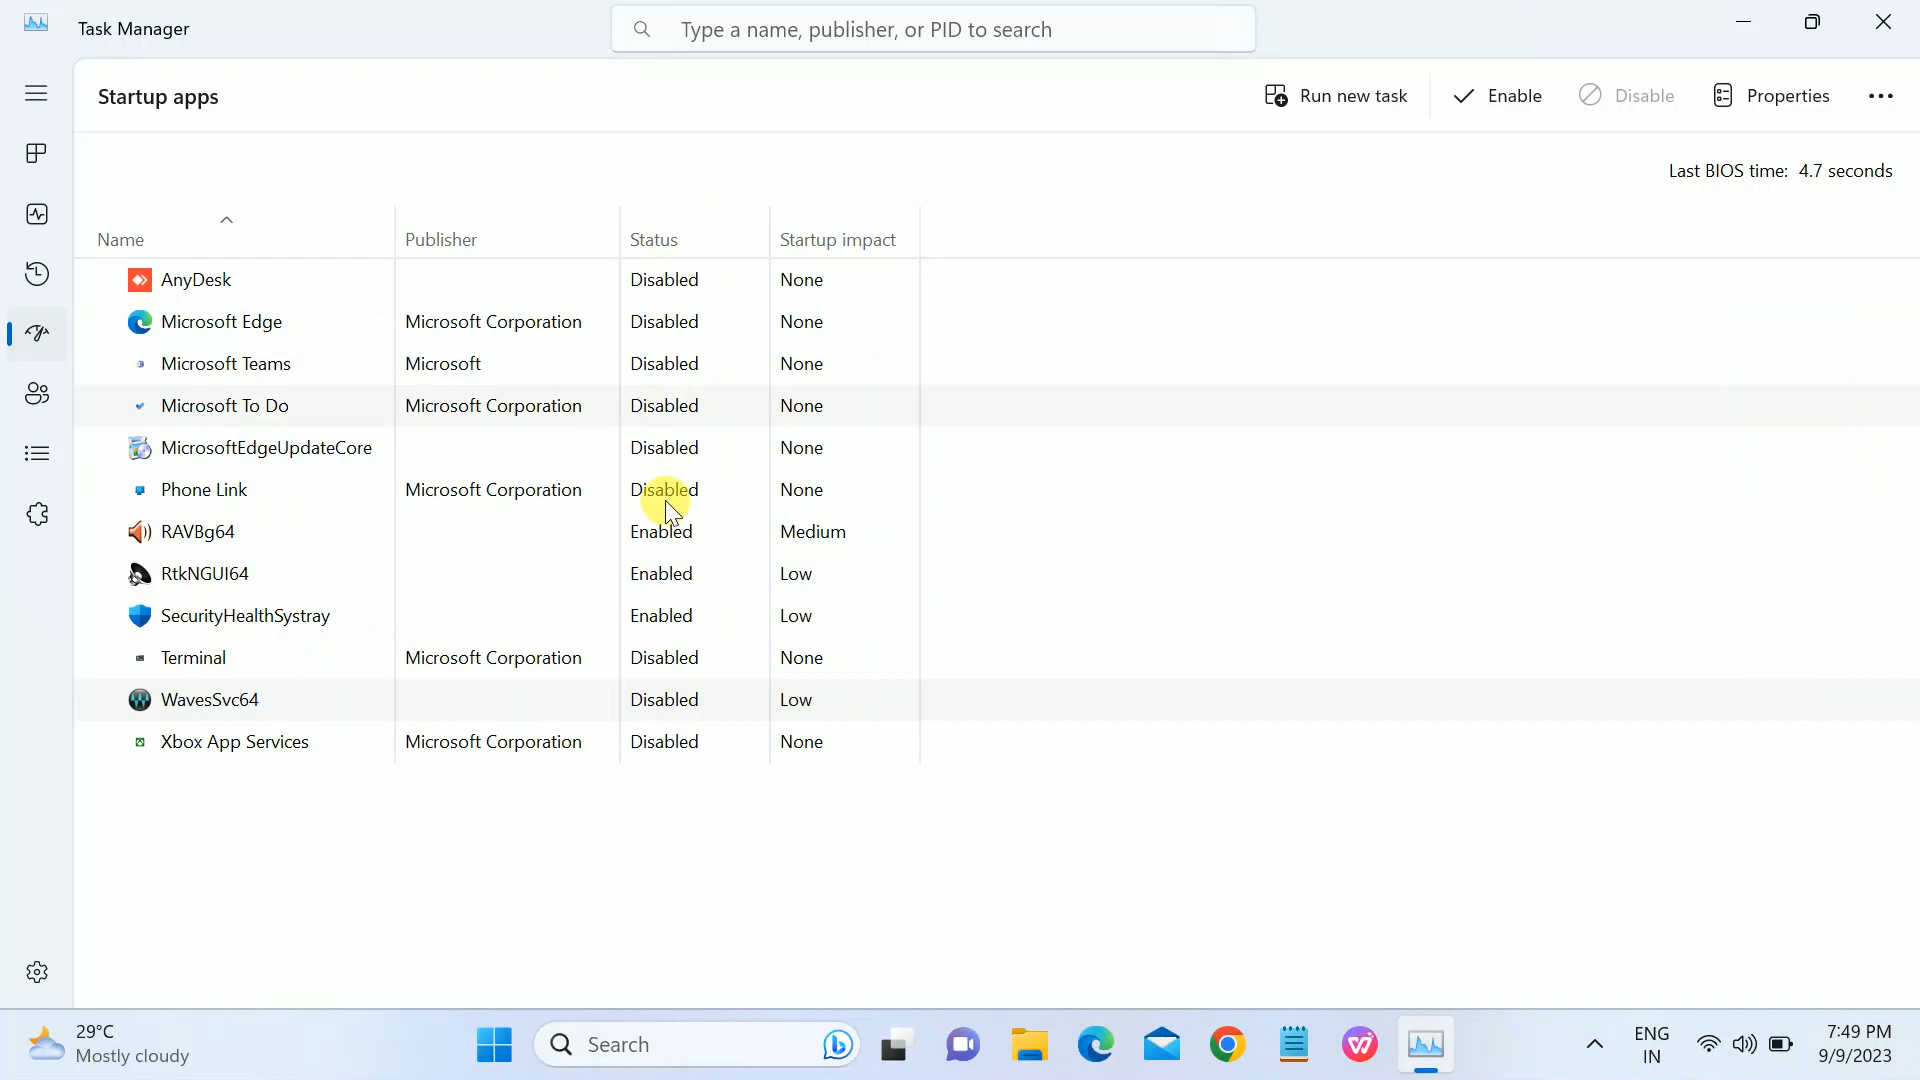 Task Manager
Type a name, publisher, or PID to search
Startup apps
Run new task
Enable
Disable
Properties
Last BIOS time: 4.7 seconds
Name Publisher Status Startup impact
AnyDesk Disabled None
Microsoft Edge Microsoft Corporation Disabled None
Microsoft Teams Microsoft Disabled None
Microsoft To Do Microsoft Corporation Disabled None
MicrosoftEdgeUpdateCore Disabled None
Phone Link Microsoft Corporation Disabled None
RAVBg64 Enabled Medium
RtkNGUI64 Enabled Low
SecurityHealthSystray Enabled Low
Terminal Microsoft Corporation Disabled None
WavesSvc64 Disabled Low
Xbox App Services Microsoft Corporation Disabled None
29°C
Mostly cloudy
Search
ENG
IN
7:49 PM
9/9/2023